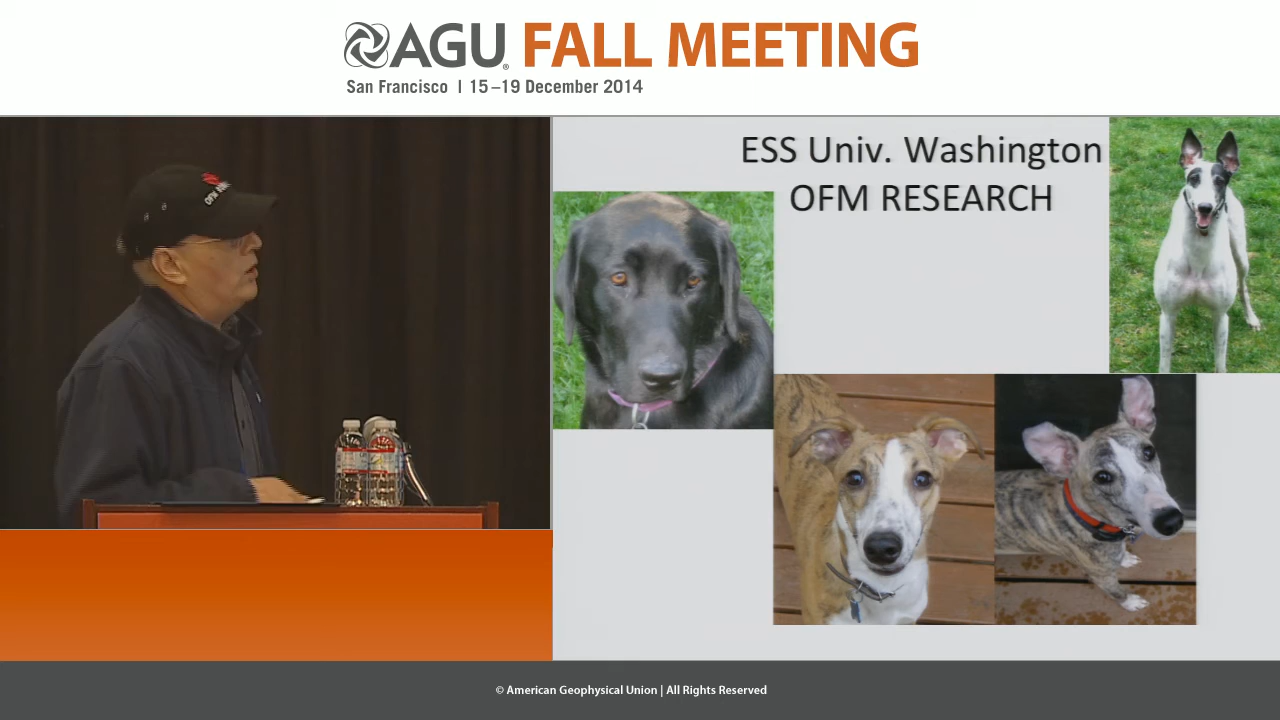 AGU FALL MEETING
San Francisco | 15–19 December 2014
ESS Univ. Washington
OFM RESEARCH
© American Geophysical Union | All Rights Reserved